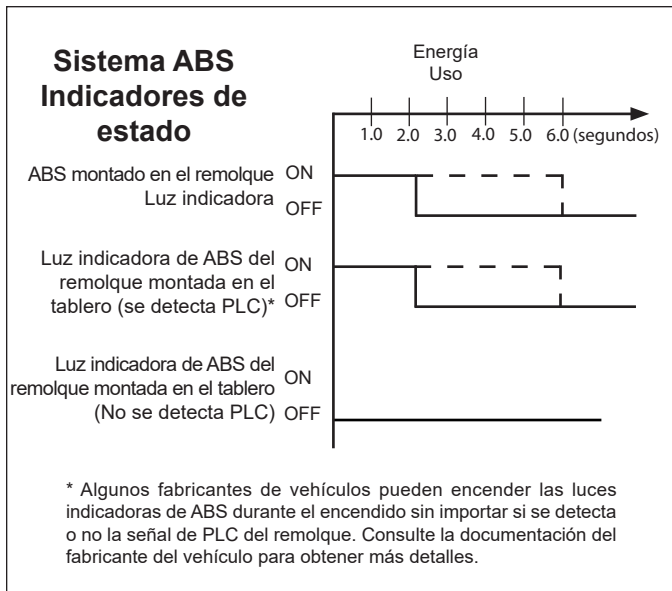 Sistema ABS
Indicadores de
estado
Energía
Uso
1.0 2.0 3.0 4.0 5.0 6.0 (segundos)
ABS montado en el remolque
Luz indicadora
ON
OFF
Luz indicadora de ABS del
remolque montada en el
tablero (se detecta PLC)*
ON
OFF
Luz indicadora de ABS del
remolque montada en el tablero
(No se detecta PLC)
ON
OFF
* Algunos fabricantes de vehículos pueden encender las luces
indicadoras de ABS durante el encendido sin importar si se detecta
o no la señal de PLC del remolque. Consulte la documentación del
fabricante del vehículo para obtener más detalles.